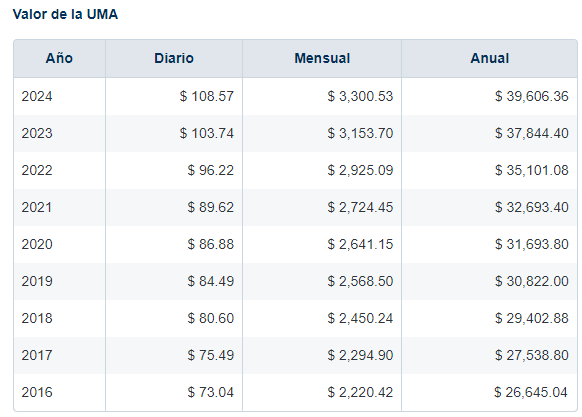 Valor de la UMA
Año Diario Mensual Anual
2024 $ 108.57 $ 3,300.53 $ 39,606.36
2023 $ 103.74 $ 3,153.70 $ 37,844.40
2022 $ 96.22 $ 2,925.09 $ 35,101.08
2021 $ 89.62 $ 2,724.45 $ 32,693.40
2020 $ 86.88 $ 2,641.15 $ 31,693.80
2019 $ 84.49 $ 2,568.50 $ 30,822.00
2018 $ 80.60 $ 2,450.24 $ 29,402.88
2017 $ 75.49 $ 2,294.90 $ 27,538.80
2016 $ 73.04 $ 2,220.42 $ 26,645.04